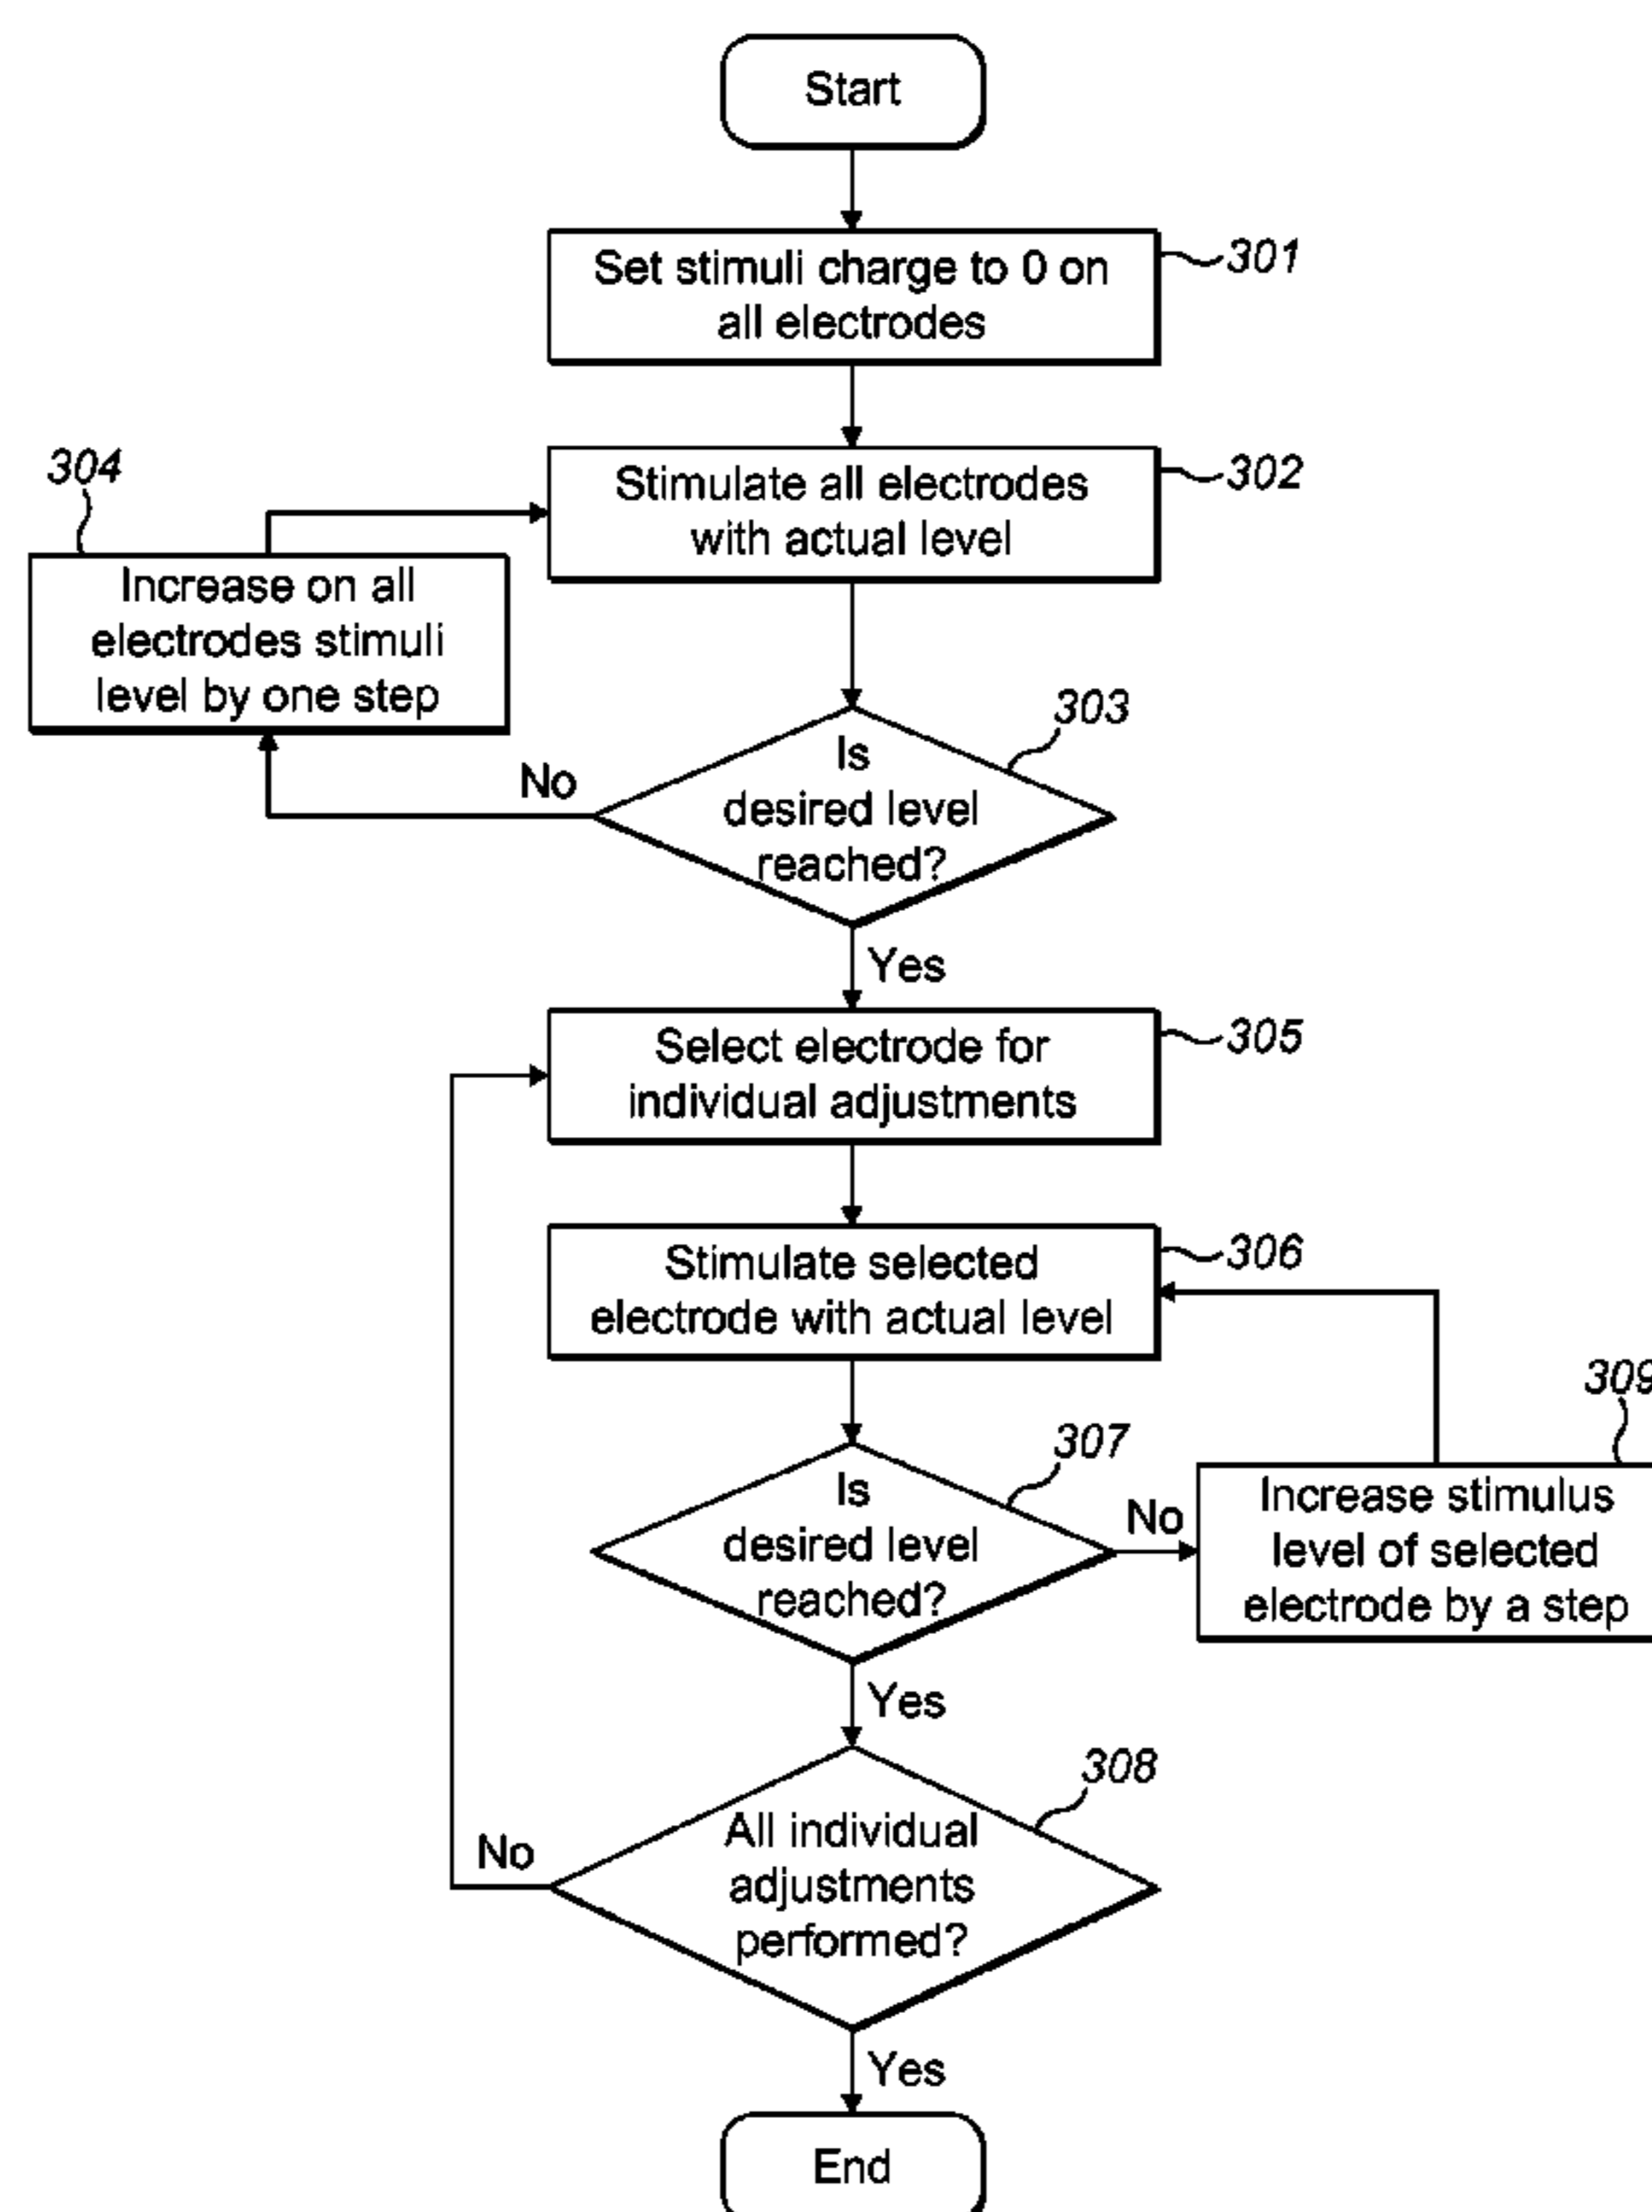 Start
Set stimuli charge to 0 on
all electrodes
301
Stimulate all electrodes
with actual level
302
304
Increase on all
electrodes stimuli
level by one step
303
Is
desired level
reached?
No
Yes
Select electrode for
individual adjustments
305
Stimulate selected
electrode with actual level
306
307
Is
desired level
reached?
No
309
Increase stimulus
level of selected
electrode by a step
Yes
308
All individual
adjustments
performed?
No
Yes
End